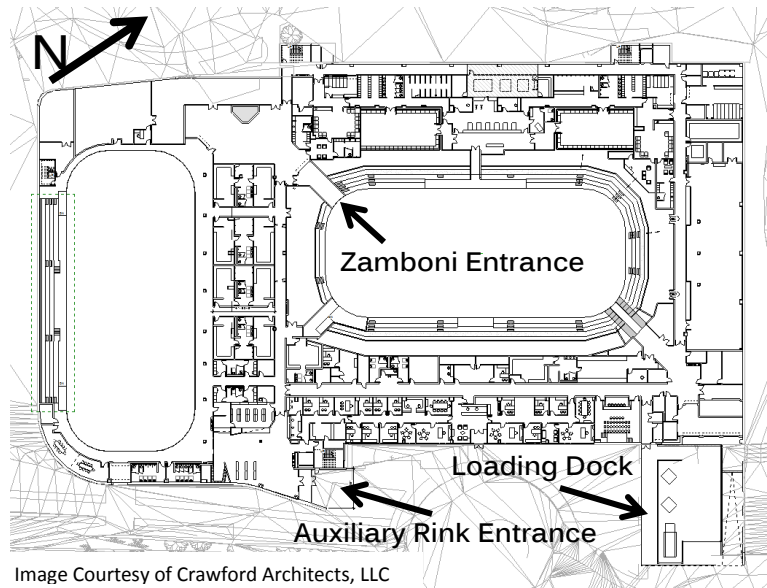 N
Zamboni Entrance
Loading Dock
Auxiliary Rink Entrance
Image Courtesy of Crawford Architects, LLC